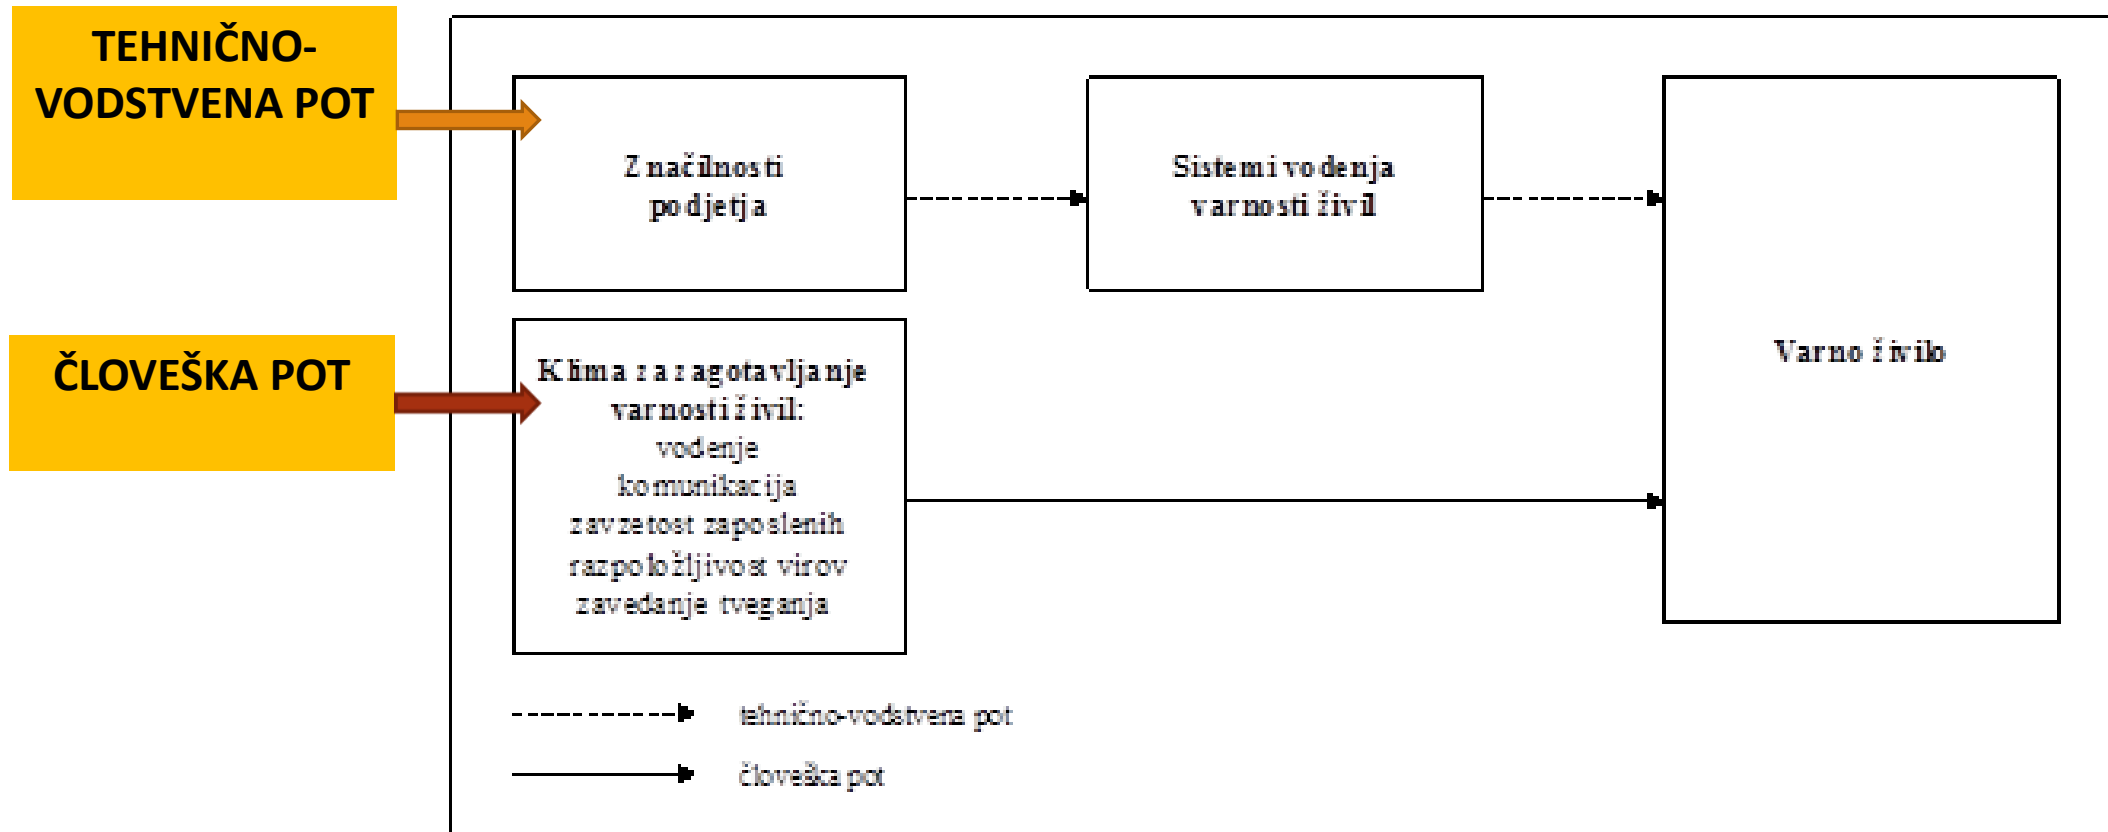 TEHNIČNO-
VODSTVENA POT
Značilnosti
podjetja
Sistemi vodenja
varnosti živil
Varno živilo
ČLOVEŠKA POT
Klima za zagotavljanje
varnosti živil:
vodenje
komunikacija
zavzetost zaposlenih
razpoložljivost virov
zavedanje tveganja
tehnično-vodstvena pot
človeška pot